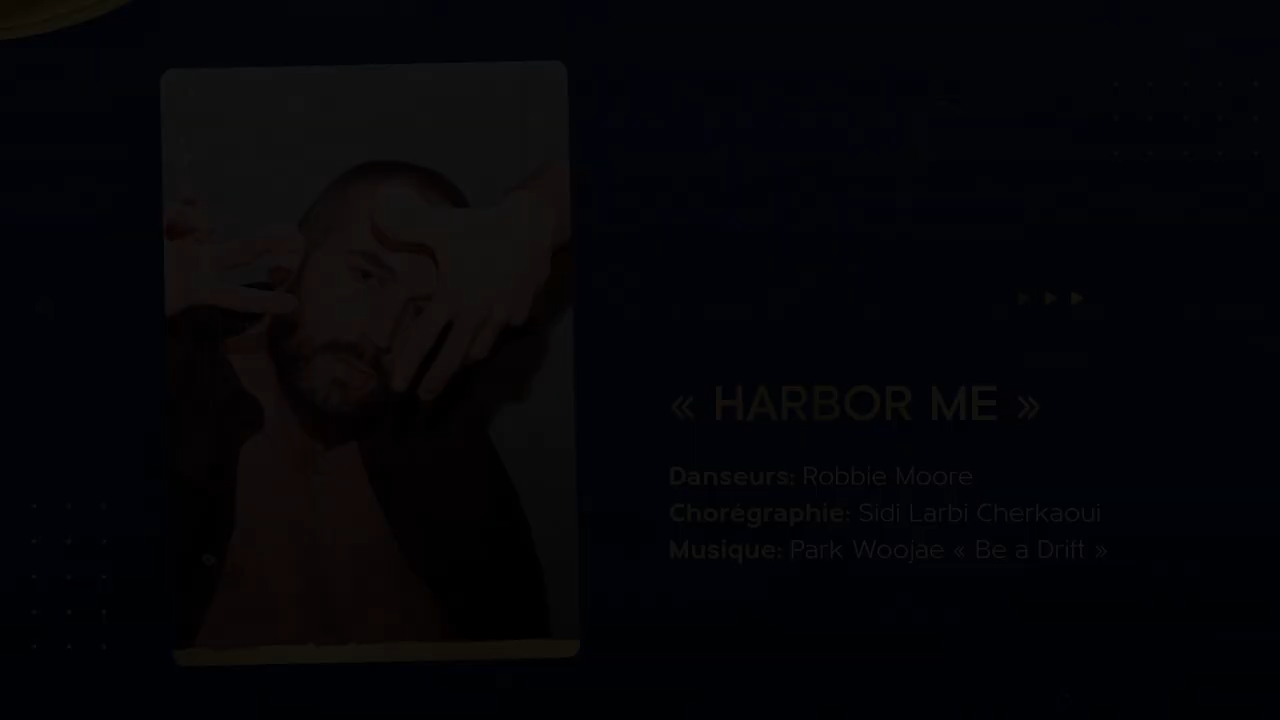 « HARBOR ME »
Danseurs: Robbie Moore
Chorégraphie: Sidi Larbi Cherkaoui
Musique: Park Woojae « Be a Drift »